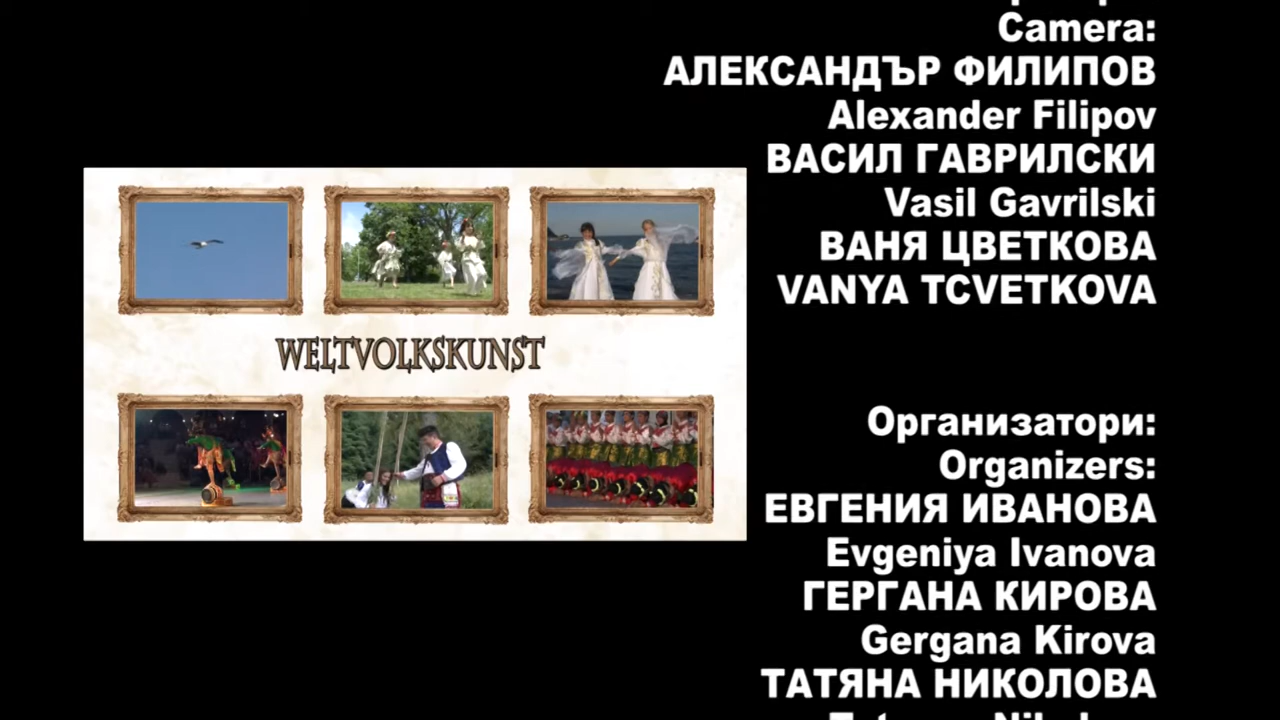 Camera:
АЛЕКСАНДЪР ФИЛИПОВ
Alexander Filipov
ВАСИЛ ГАВРИЛСКИ
Vasil Gavrilski
ВАНЯ ЦВЕТКОВА
VANYA TCVETKOVA
WELTVOLKSKUNST
Организатори:
Organizers:
ЕВГЕНИЯ ИВАНОВА
Evgeniya Ivanova
ГЕРГАНА КИРОВА
Gergana Kirova
ТАТЯНА НИКОЛОВА